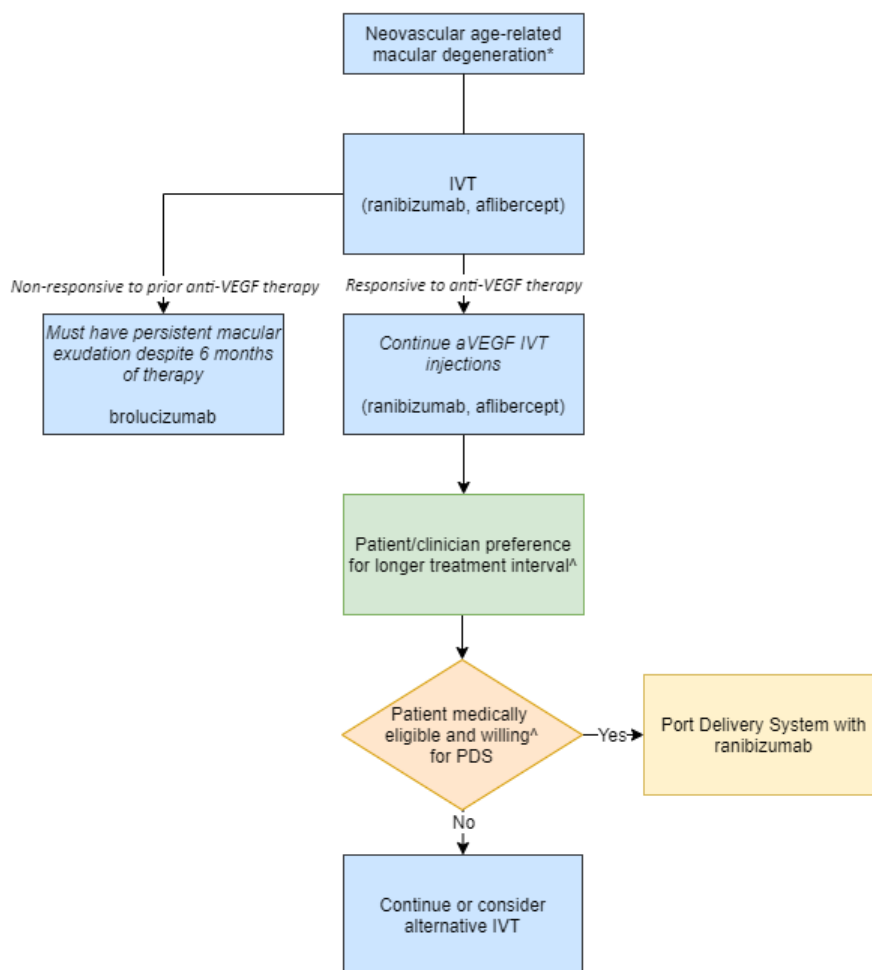 Neovascular age-related
macular degeneration*
IVT
(ranibizumab, aflibercept)
Non-responsive to prior anti-VEGF therapy
Responsive to anti-VEGF therapy
Must have persistent macular
exudation despite 6 months
of therapy
brolucizumab
Continue aVEGF IVT
injections
(ranibizumab, aflibercept)
Patient/clinician preference
for longer treatment interval^
Patient medically
eligible and willing^
for PDS
Yes
Port Delivery System with
ranibizumab
No
Continue or consider
alternative IVT